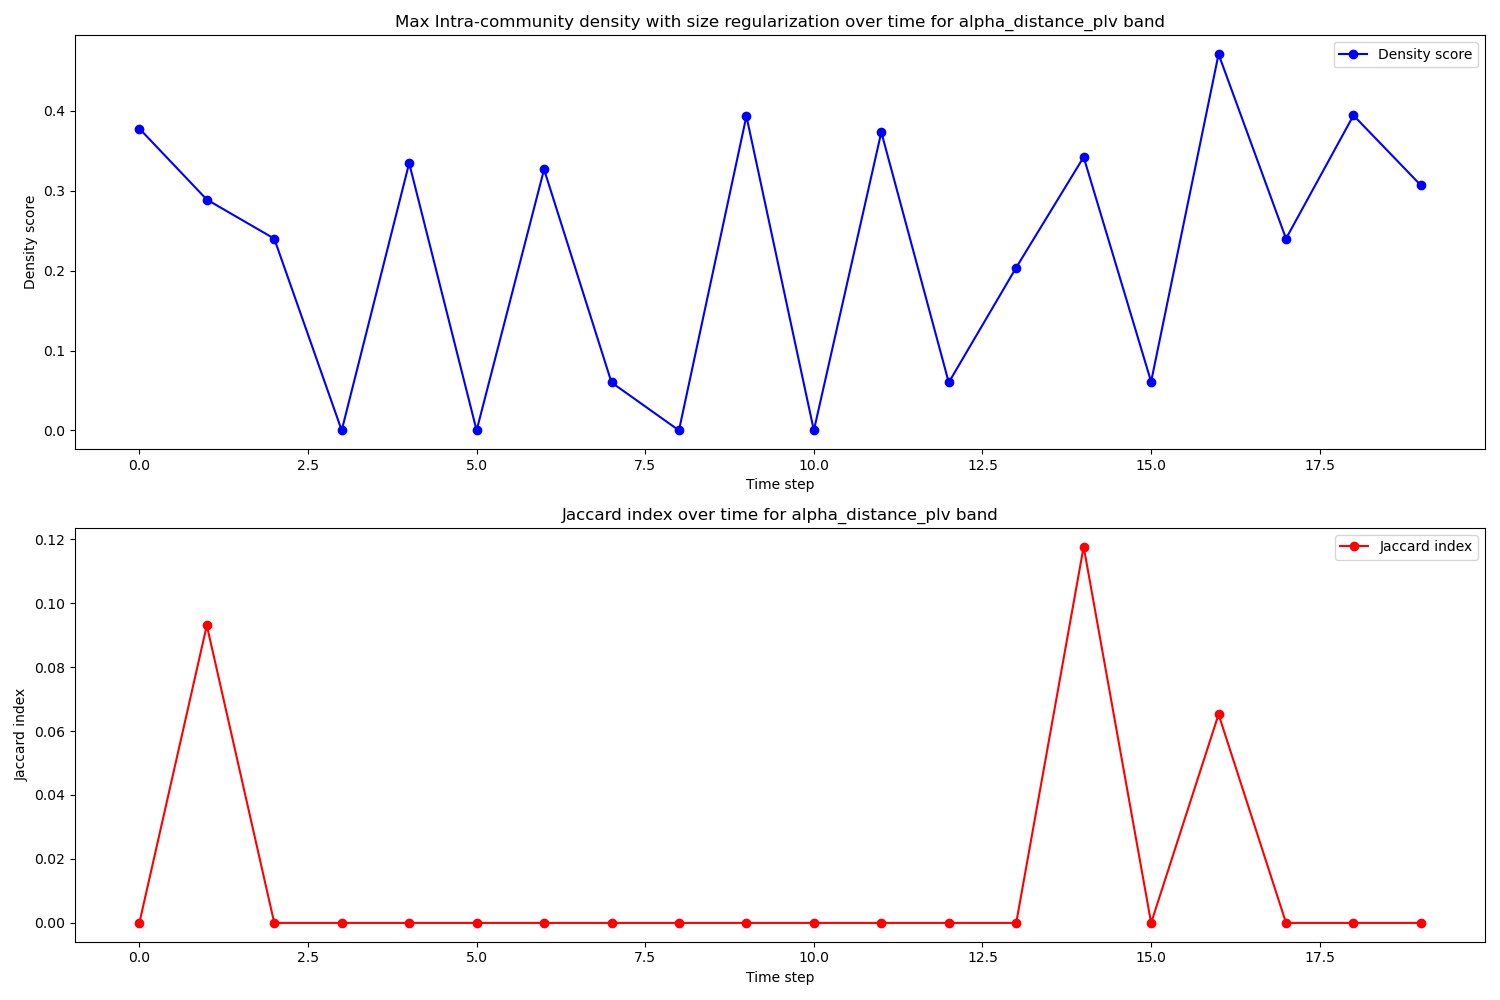 Max Intra-community density with size regularization over time for alpha_distance_plv band
Density score
Density score
0.4
0.3
0.2
0.1
0.0
0.0 2.5 5.0 7.5 10.0 12.5 15.0 17.5
Time step
Jaccard index over time for alpha_distance_plv band
Jaccard index
Jaccard index
0.12
0.10
0.08
0.06
0.04
0.02
0.00
0.0 2.5 5.0 7.5 10.0 12.5 15.0 17.5
Time step